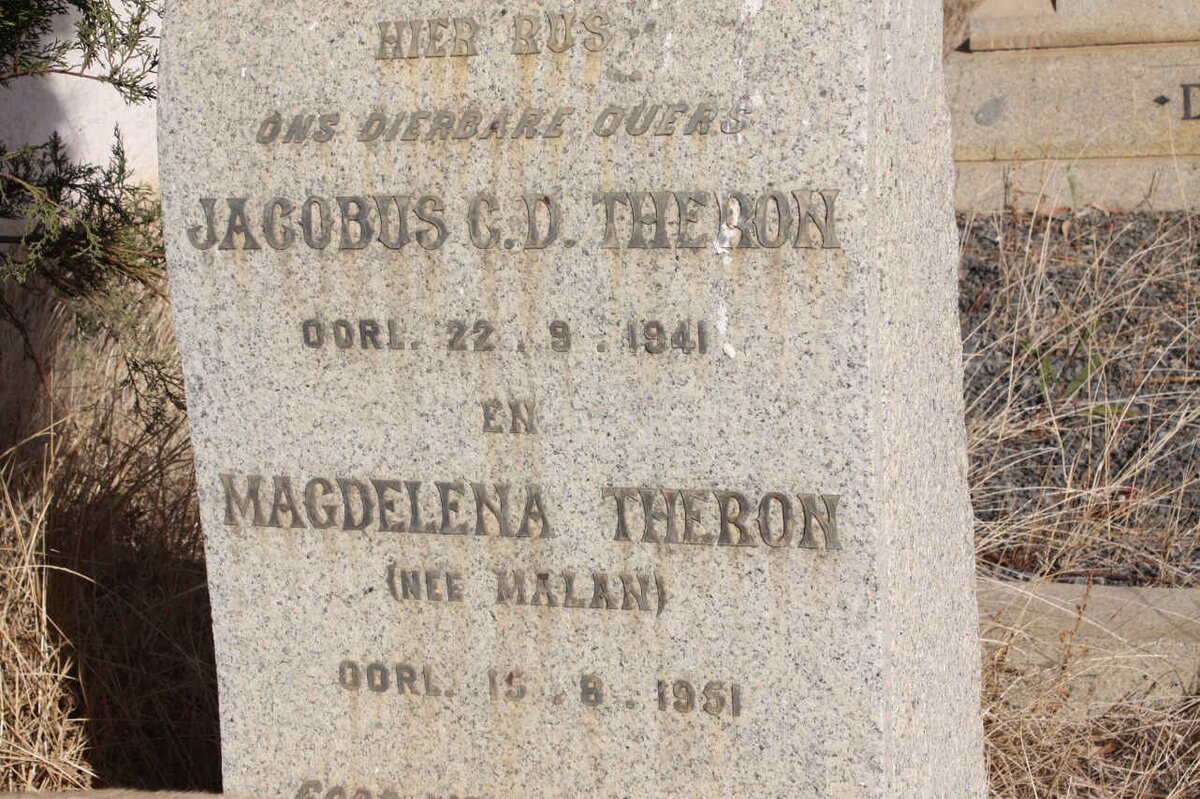 HIER RUS
ONS DIERBARE OUERS
JACOBUS C.D. THERON
OORL. 22.9.1941
EN
MAGDELENA THERON
(NEE MALAN)
OORL. 15.8.1951